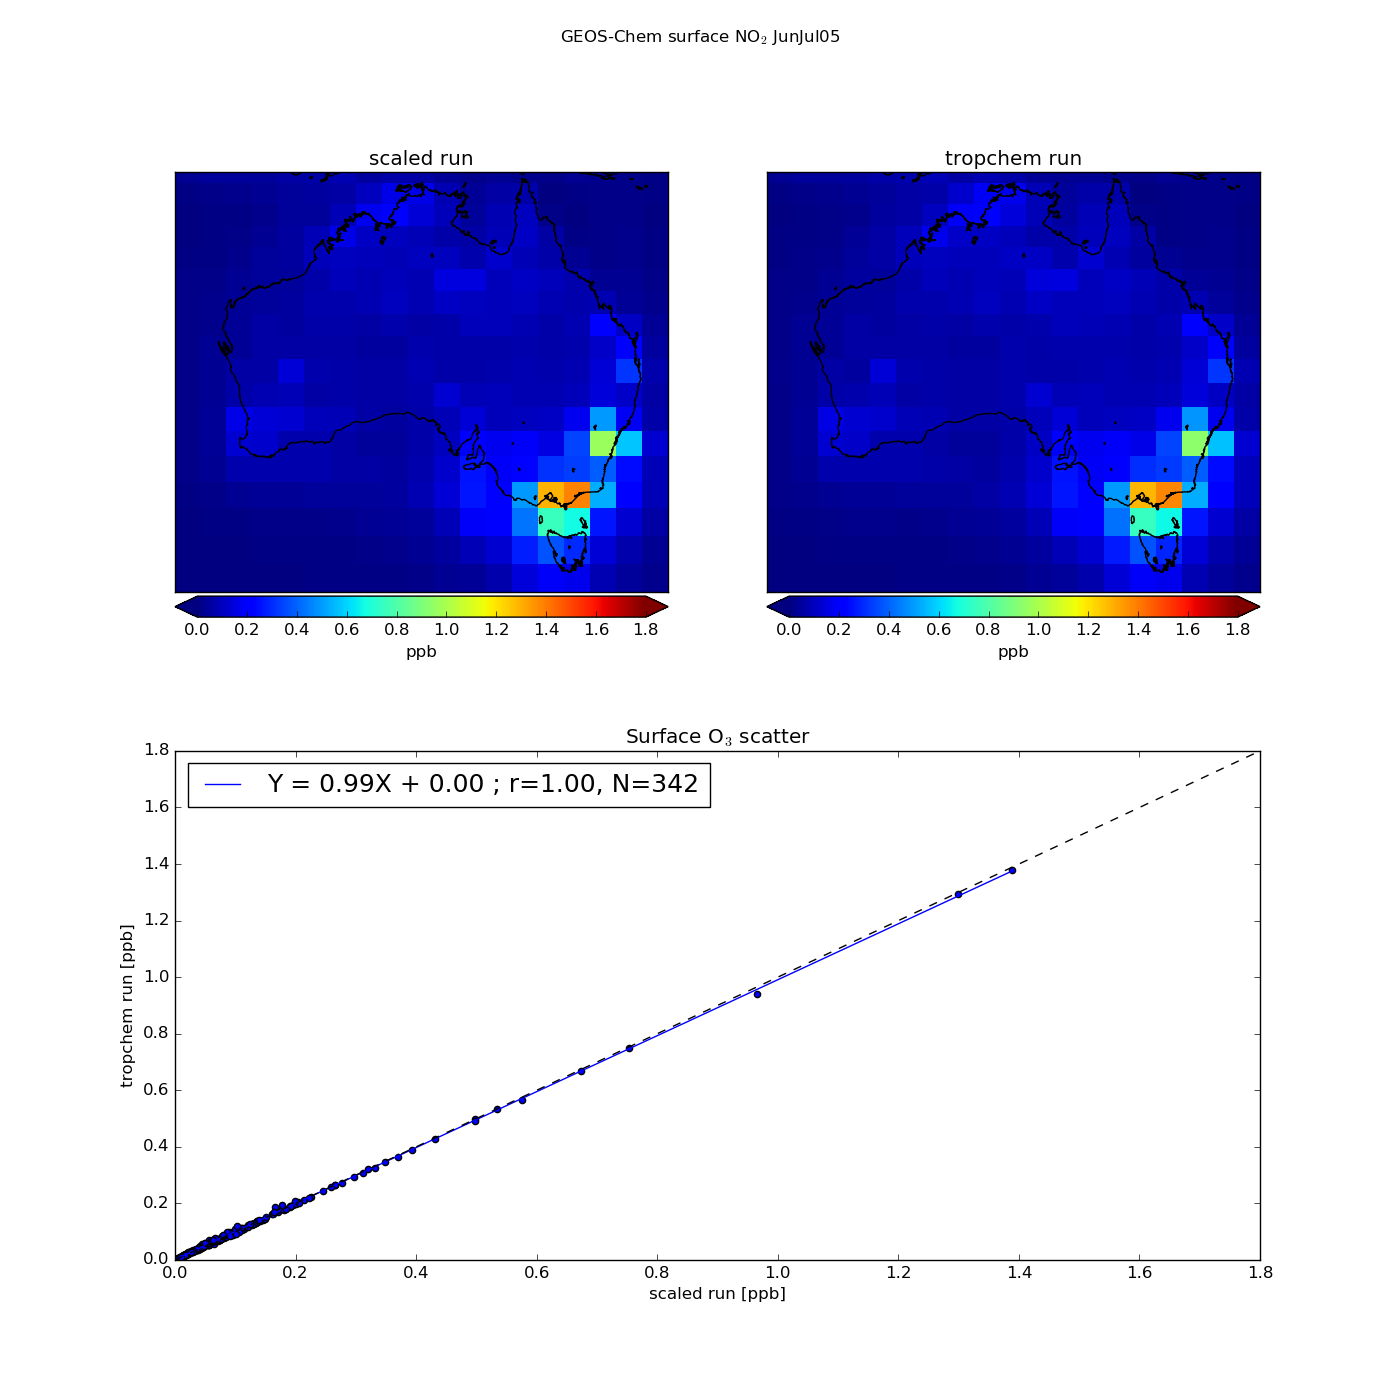 GEOS-Chem surface NO₂ JunJul05
scaled run
tropchem run
0.0 0.2 0.4 0.6 0.8 1.0 1.2 1.4 1.6 1.8
ppb
0.0 0.2 0.4 0.6 0.8 1.0 1.2 1.4 1.6 1.8
ppb
Surface O₃ scatter
Y = 0.99X + 0.00 ; r=1.00, N=342
1.8
1.6
1.4
1.2
1.0
0.8
0.6
0.4
0.2
0.0
tropchem run [ppb]
0.0 0.2 0.4 0.6 0.8 1.0 1.2 1.4 1.6 1.8
scaled run [ppb]